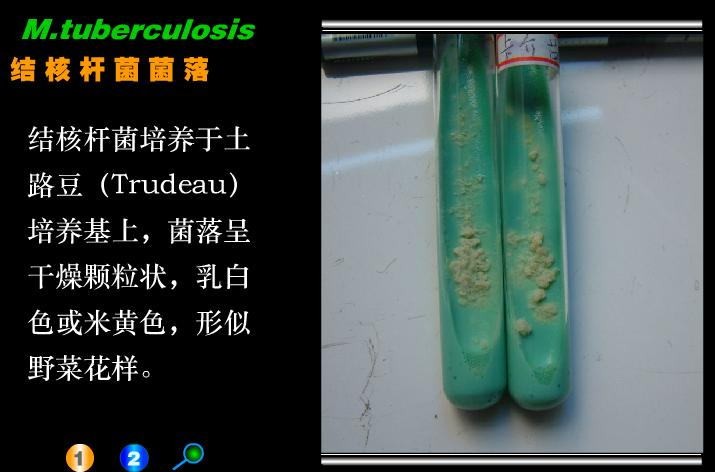 M.tuberculosis
结核杆菌菌落
结核杆菌培养于土
路豆（Trudeau）
培养基上，菌落呈
干燥颗粒状，乳白
色或米黄色，形似
野菜花样。
1 2